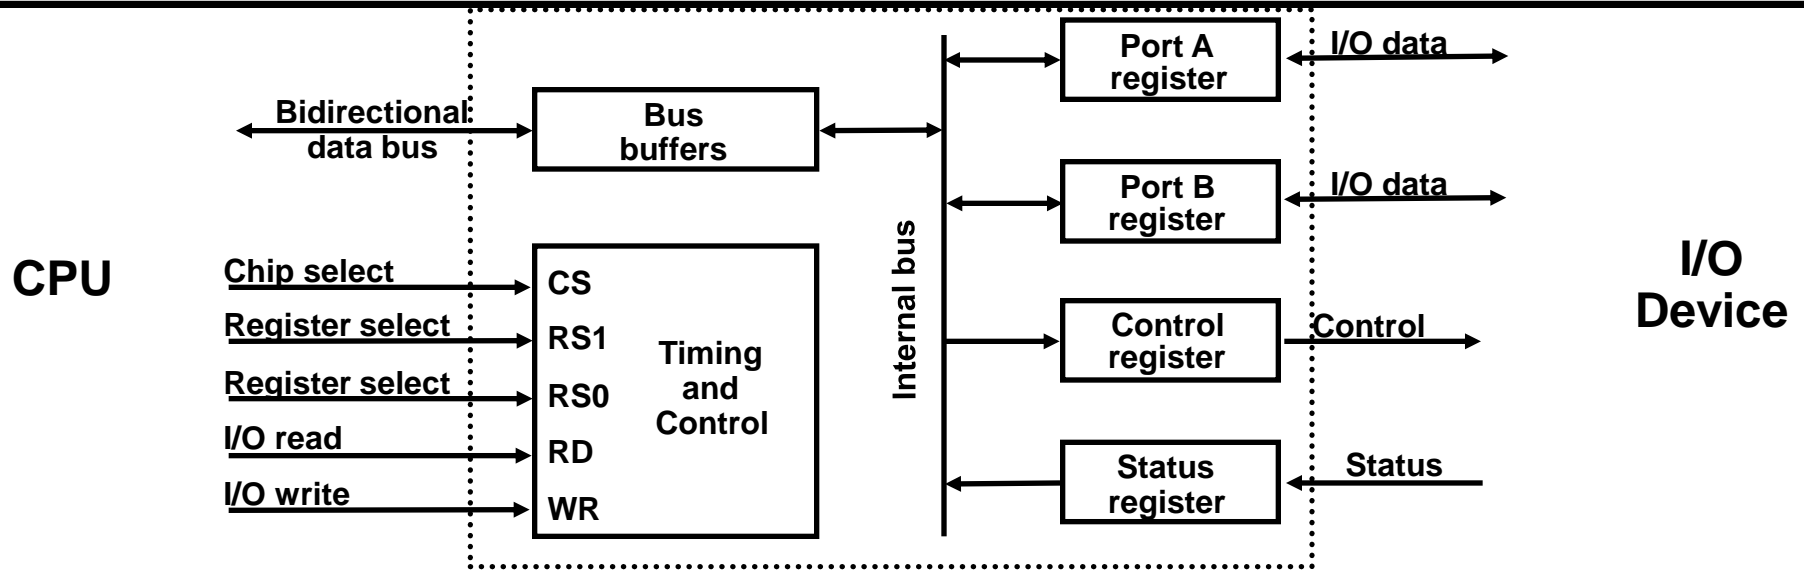 CPU
Bidirectional
data bus
Chip select
Register select
Register select
I/O read
I/O write
Bus
buffers
CS
RS1
RS0
RD
WR
Timing
and
Control
Internal bus
Port A
register
Port B
register
Control
register
Status
register
I/O data
I/O data
Control
Status
I/O
Device